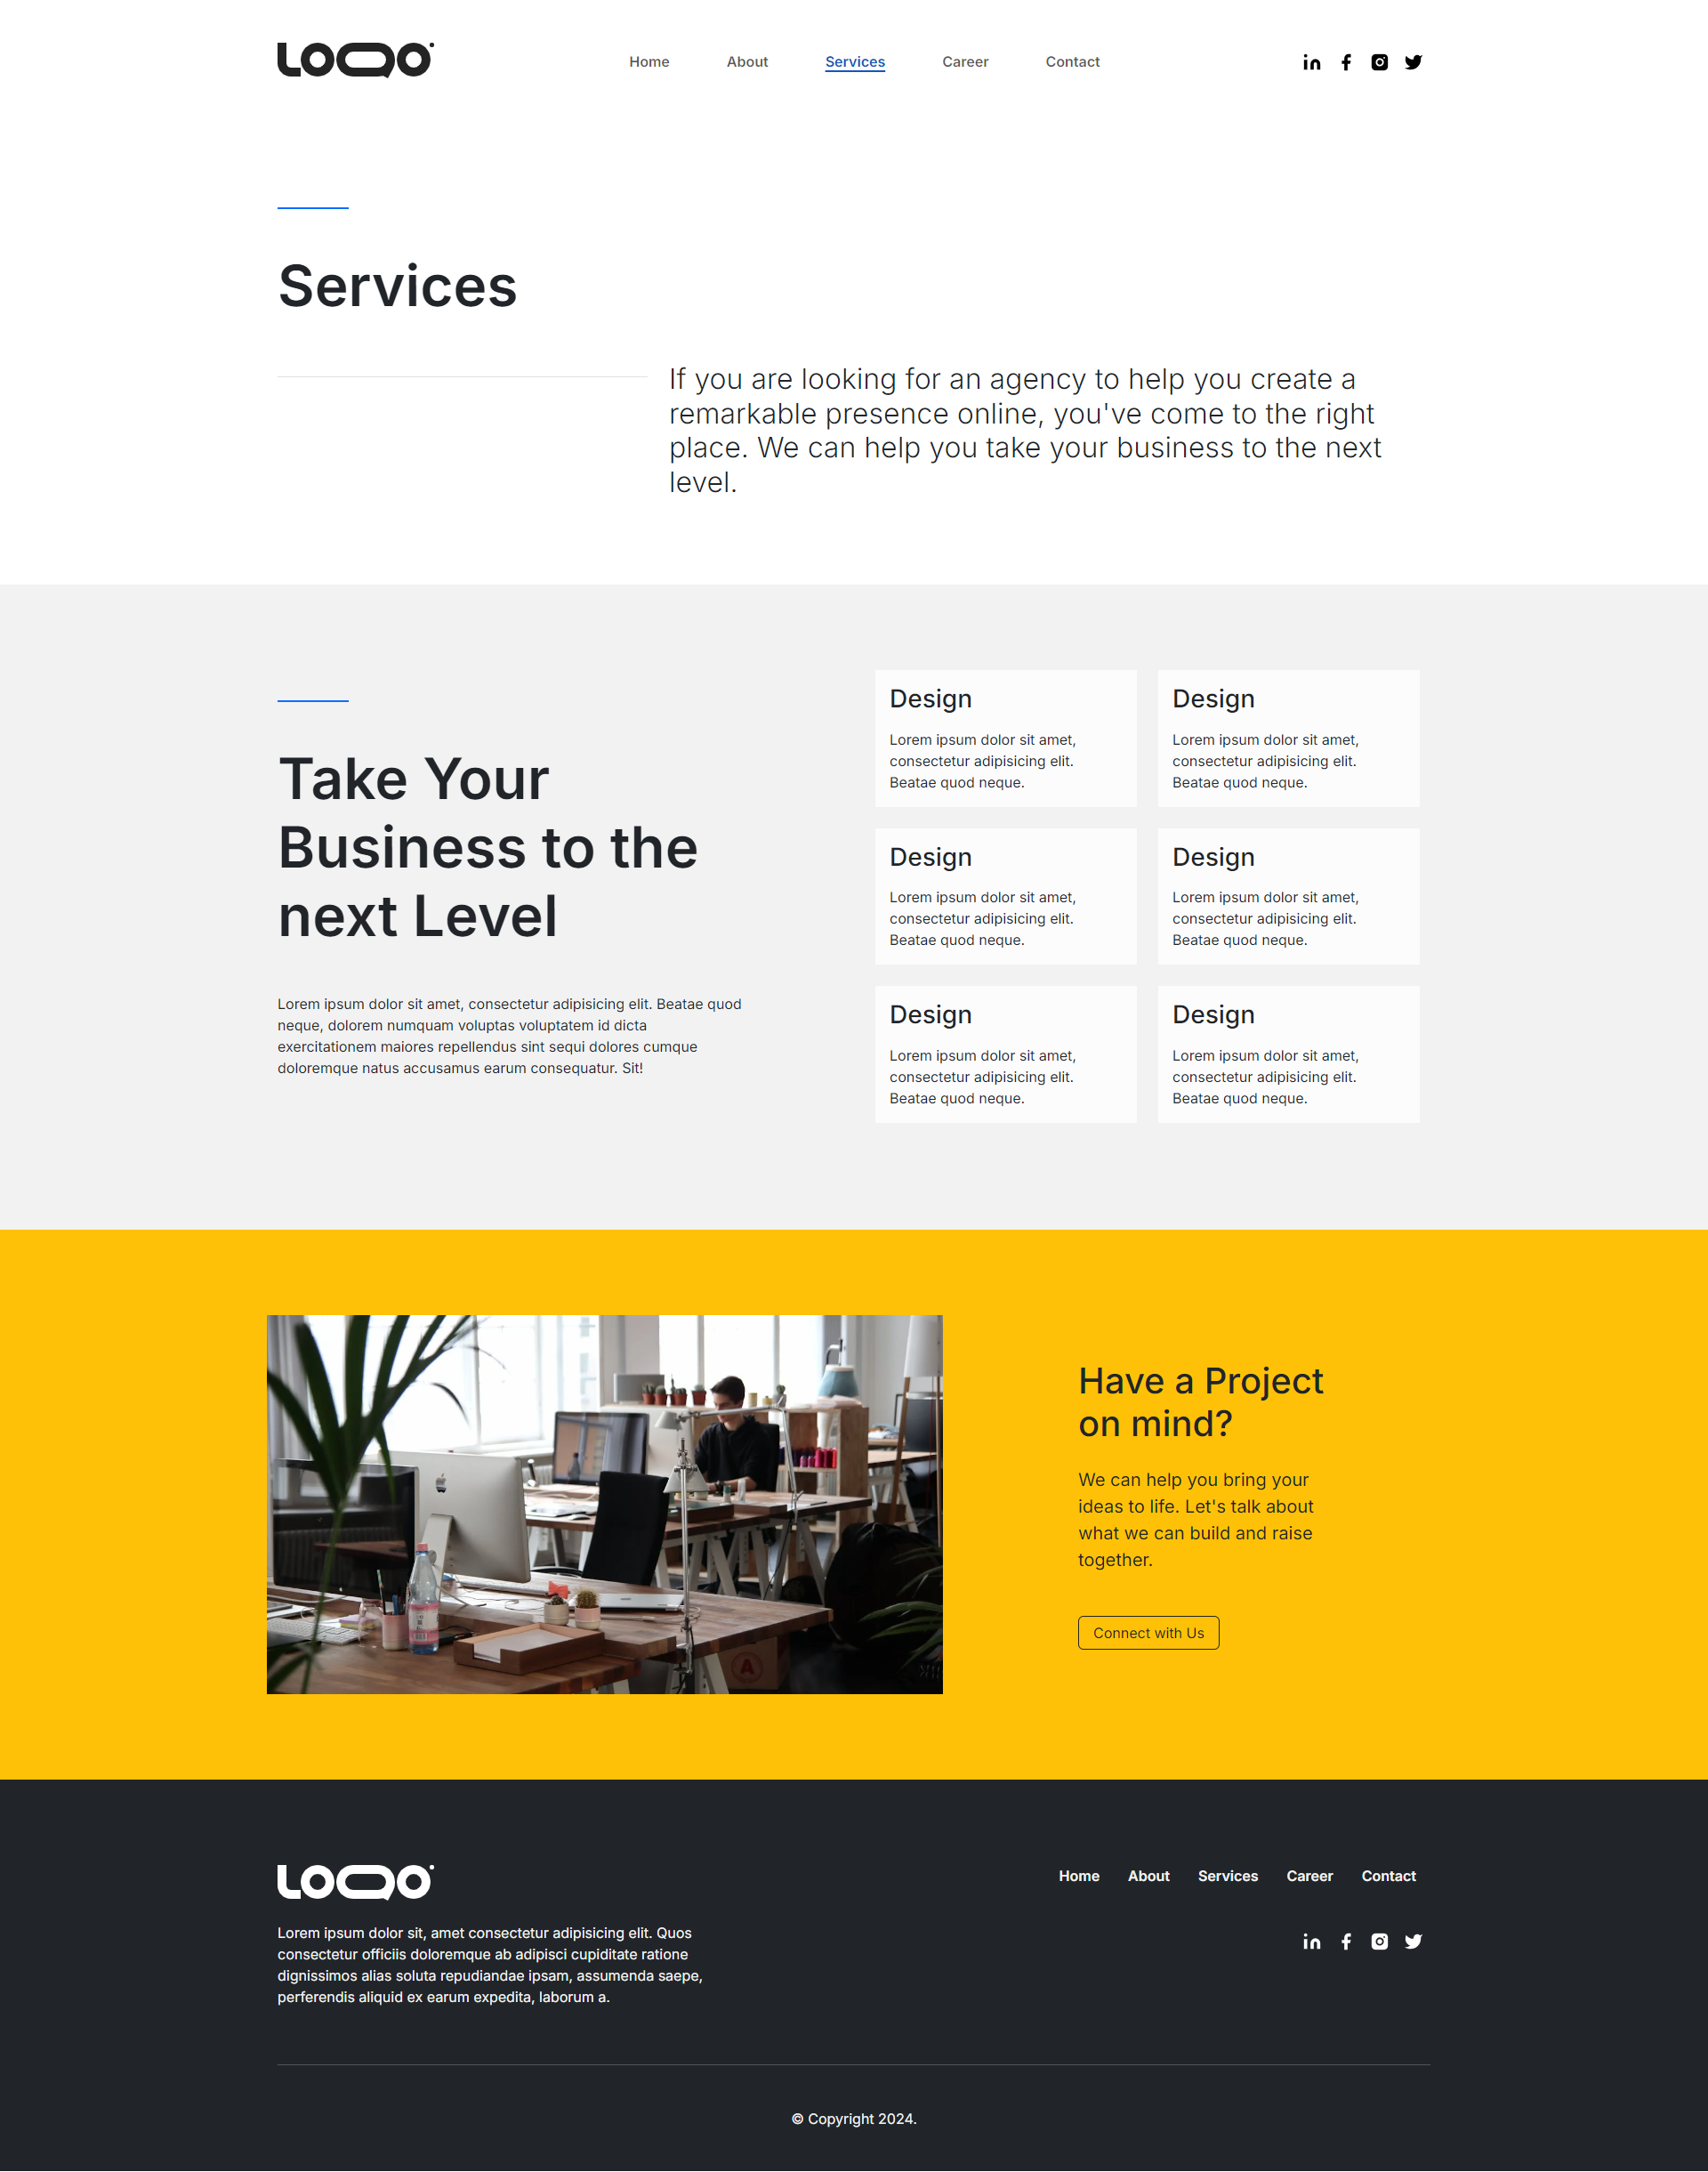 LOQO
Home
About
Services
Career
Contact
Services
If you are looking for an agency to help you create a
remarkable presence online, you've come to the right
place. We can help you take your business to the next
level.
Take Your
Business to the
next Level
Lorem ipsum dolor sit amet, consectetur adipisicing elit. Beatae quod
neque, dolorem numquam voluptas voluptatem id dicta
exercitationem maiores repellendus sint sequi dolores cumque
doloremque natus accusamus earum consequatur. Sit!
Design
Lorem ipsum dolor sit amet,
consectetur adipisicing elit.
Beatae quod neque.
Design
Lorem ipsum dolor sit amet,
consectetur adipisicing elit.
Beatae quod neque.
Design
Lorem ipsum dolor sit amet,
consectetur adipisicing elit.
Beatae quod neque.
Design
Lorem ipsum dolor sit amet,
consectetur adipisicing elit.
Beatae quod neque.
Design
Lorem ipsum dolor sit amet,
consectetur adipisicing elit.
Beatae quod neque.
Design
Lorem ipsum dolor sit amet,
consectetur adipisicing elit.
Beatae quod neque.
Have a Project
on mind?
We can help you bring your
ideas to life. Let's talk about
what we can build and raise
together.
Connect with Us
LOQO
Lorem ipsum dolor sit, amet consectetur adipisicing elit. Quos
consectetur officiis doloremque ab adipisci cupiditate ratione
dignissimos alias soluta repudiandae ipsam, assumenda saepe,
perferendis aliquid ex earum expedita, laborum a.
Home
About
Services
Career
Contact
© Copyright 2024.